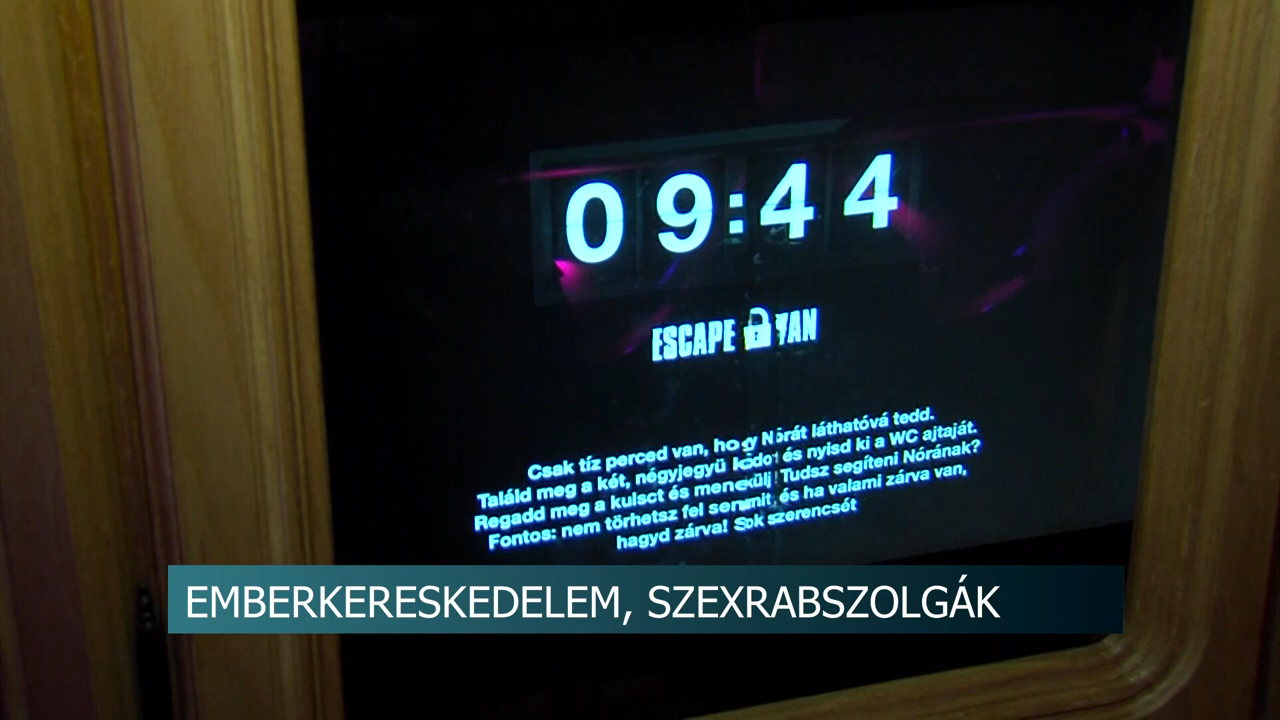 09:44
ESCAPE VAN
Csak tíz perced van, hogy Nórát láthatóvá tedd.
Találd meg a két, négyjegyű kódot és nyisd ki a WC ajtaját.
Regadd meg a kulsct és menekülj! Tudsz segíteni Nórának?
Fontos: nem törhetsz fel semmit, és ha valami zárva van,
hagyd zárva! Sok szerencsét
EMBERKERESKEDELEM, SZEXRABSZOLGÁK